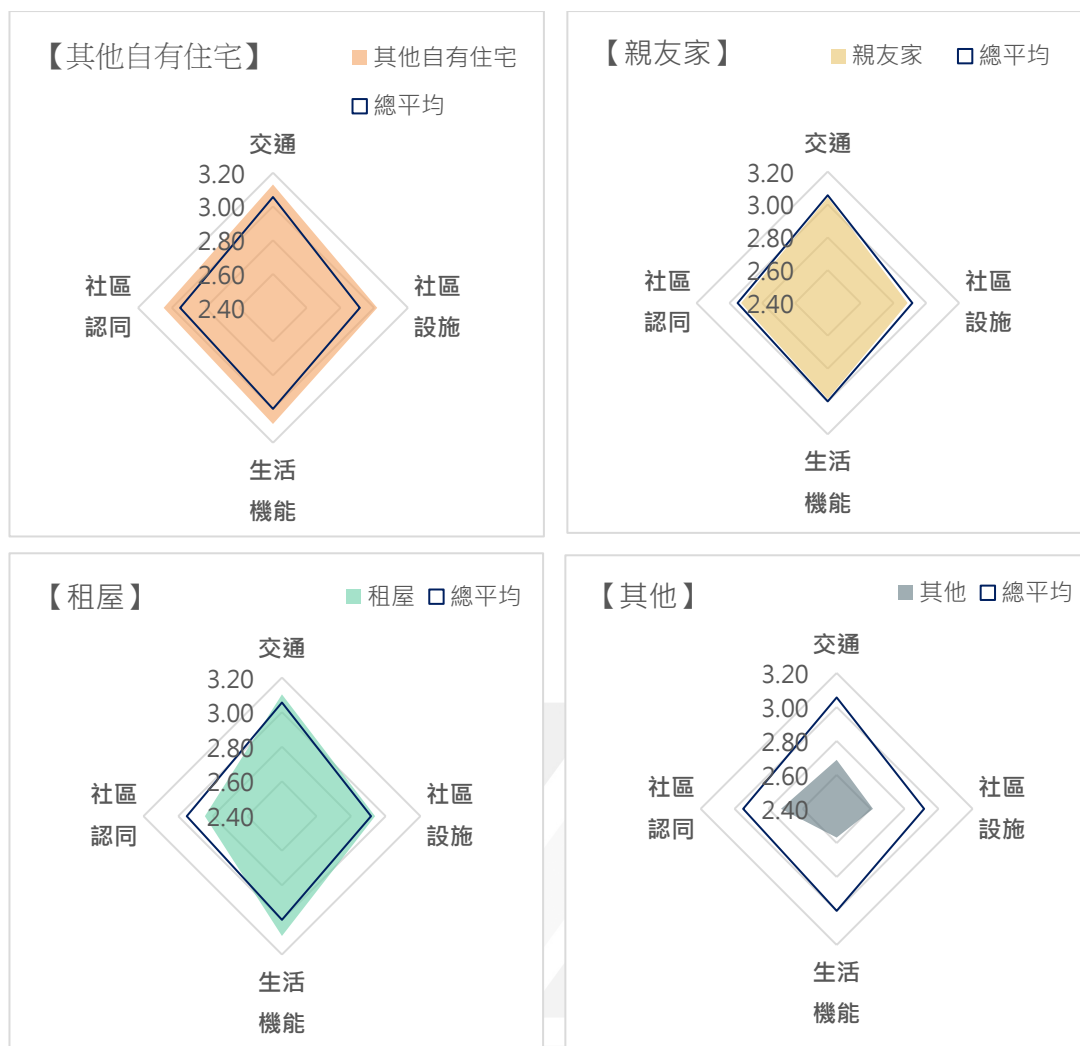 【其他自有住宅】
其他自有住宅
總平均
交通
3.20
3.00
2.80
2.60
2.40
社區
認同
社區
設施
生活
機能
【親友家】
親友家 總平均
交通
3.20
3.00
2.80
2.60
2.40
社區
認同
社區
設施
生活
機能
【租屋】
租屋 總平均
交通
3.20
3.00
2.80
2.60
2.40
社區
認同
社區
設施
生活
機能
【其他】
其他 總平均
交通
3.20
3.00
2.80
2.60
2.40
社區
認同
社區
設施
生活
機能